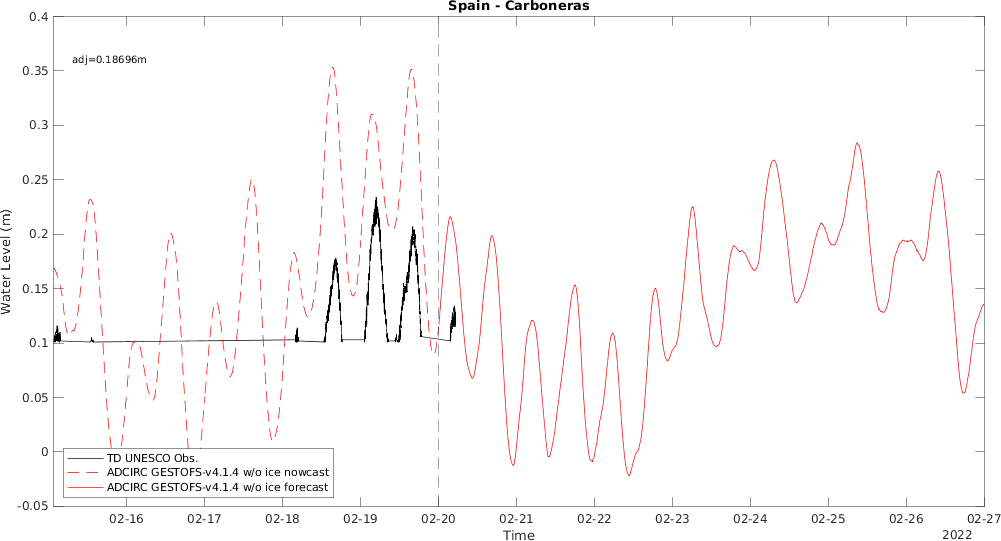 Spain - Carboneras
0.4
0.35
0.3
0.25
0.2
0.15
0.1
0.05
0
-0.05
Water Level (m)
adj=0.18696m
TD UNESCO Obs.
ADCIRC GESTOFS-v4.1.4 w/o ice nowcast
ADCIRC GESTOFS-v4.1.4 w/o ice forecast
02-16 02-17 02-18 02-19 02-20 02-21 02-22 02-23 02-24 02-25 02-26 02-27
Time
2022